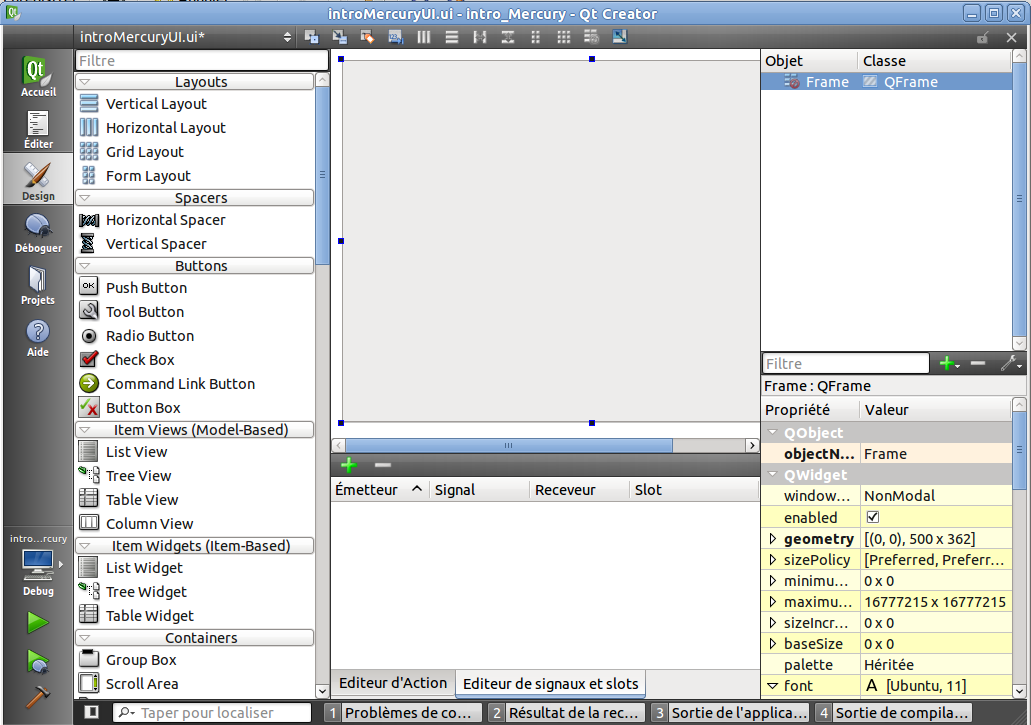 introMercuryUI.ui - intro_Mercury - Qt Creator
introMercuryUI.ui*
Qt
Accueil
Éditer
Design
Déboguer
Projets
Aide
intro...rcury
Debug
Filtre
Layouts
Vertical Layout
Horizontal Layout
Grid Layout
Form Layout
Spacers
Horizontal Spacer
Vertical Spacer
Buttons
OK Push Button
Tool Button
Radio Button
Check Box
Command Link Button
Button Box
Item Views (Model-Based)
List View
Tree View
Table View
Column View
Item Widgets (Item-Based)
List Widget
Tree Widget
Table Widget
Containers
Group Box
Scroll Area
Émetteur Signal Receveur Slot
Editeur d'Action Editeur de signaux et slots
Objet Classe
Frame QFrame
Filtre
Frame : QFrame
Propriété Valeur
QObject
objectN... Frame
QWidget
window... NonModal
enabled
geometry [(0, 0), 500 x 362]
sizePolicy [Preferred, Preferr...
minimu... 0 x 0
maximu... 16777215 x 16777215
sizeIncr... 0 x 0
baseSize 0 x 0
palette Héritée
font A [Ubuntu, 11]
Taper pour localiser
1 Problèmes de co...
2 Résultat de la rec...
3 Sortie de l'applica...
4 Sortie de compila...